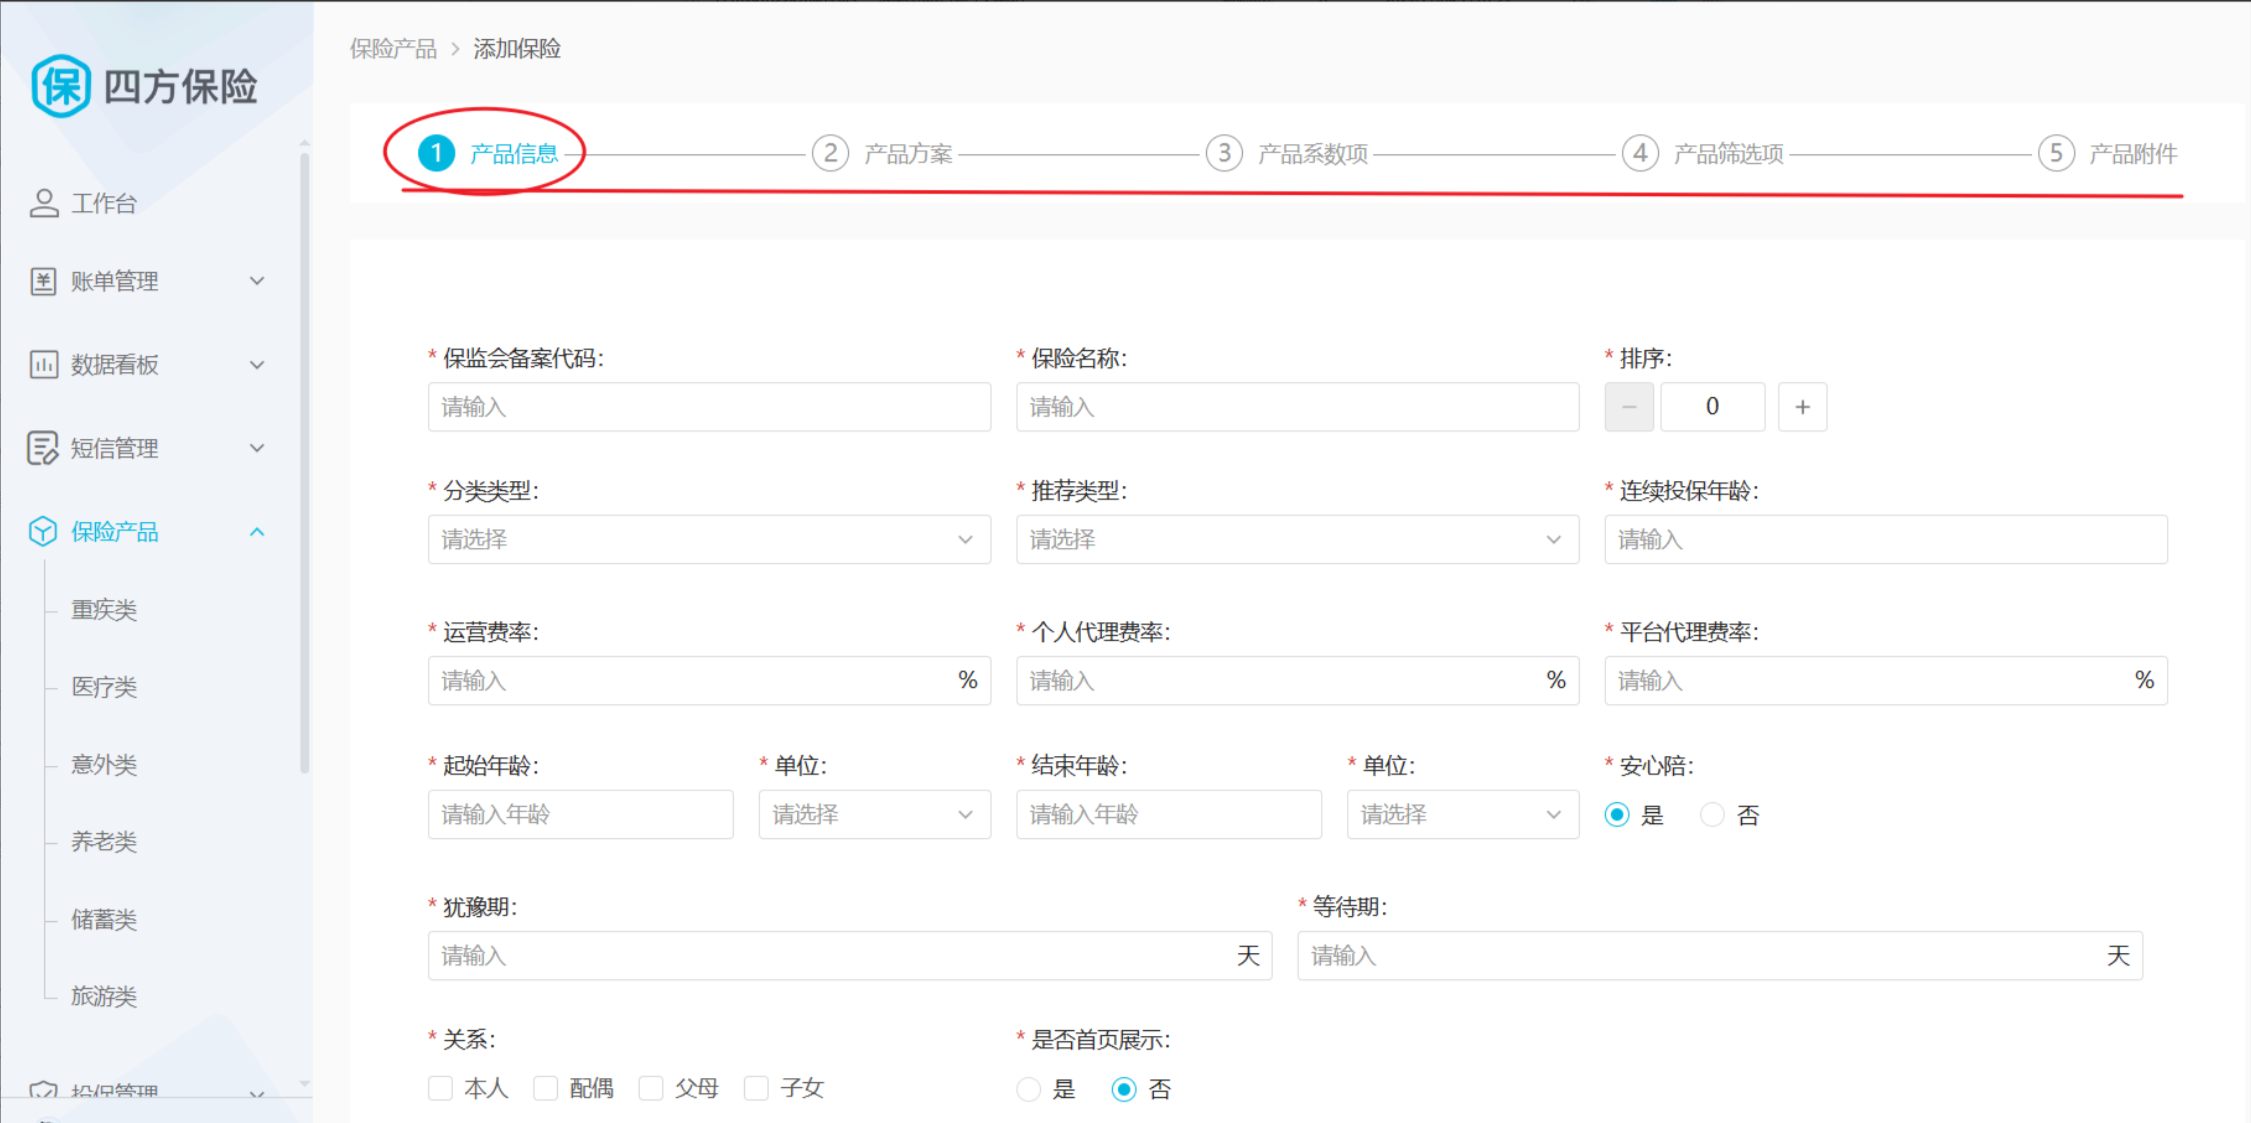 四方保险
工作台
账单管理
数据看板
短信管理
保险产品
重疾类
医疗类
意外类
养老类
储蓄类
旅游类
投保管理
保险产品 > 添加保险
1 产品信息 2 产品方案 3 产品系数项 4 产品筛选项 5 产品附件
* 保监会备案代码: * 保险名称: * 排序:
请输入 请输入 − 0 +
* 分类类型: * 推荐类型: * 连续投保年龄:
请选择 请选择 请输入
* 运营费率: * 个人代理费率: * 平台代理费率:
请输入 % 请输入 % 请输入 %
* 起始年龄: * 单位: * 结束年龄: * 单位: * 安心陪:
请输入年龄 请选择 请输入年龄 请选择 是 否
* 犹豫期: * 等待期:
请输入 天 请输入 天
* 关系: * 是否首页展示:
本人 配偶 父母 子女 是 否